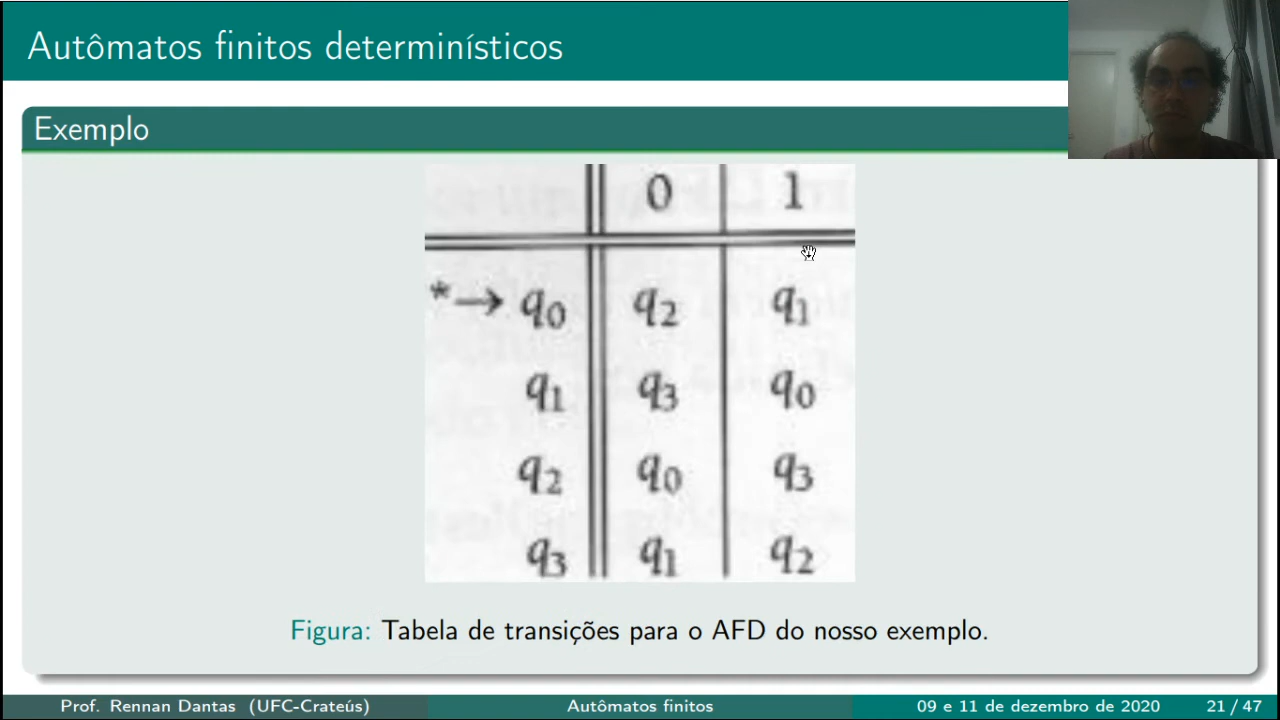 Autômatos finitos determinísticos
Exemplo
0 1
*→ q0 q2 q1
q1 q3 q0
q2 q0 q3
q3 q1 q2
Figura: Tabela de transições para o AFD do nosso exemplo.
Prof. Rennan Dantas (UFC-Crateús) Autômatos finitos 09 e 11 de dezembro de 2020 21 / 47